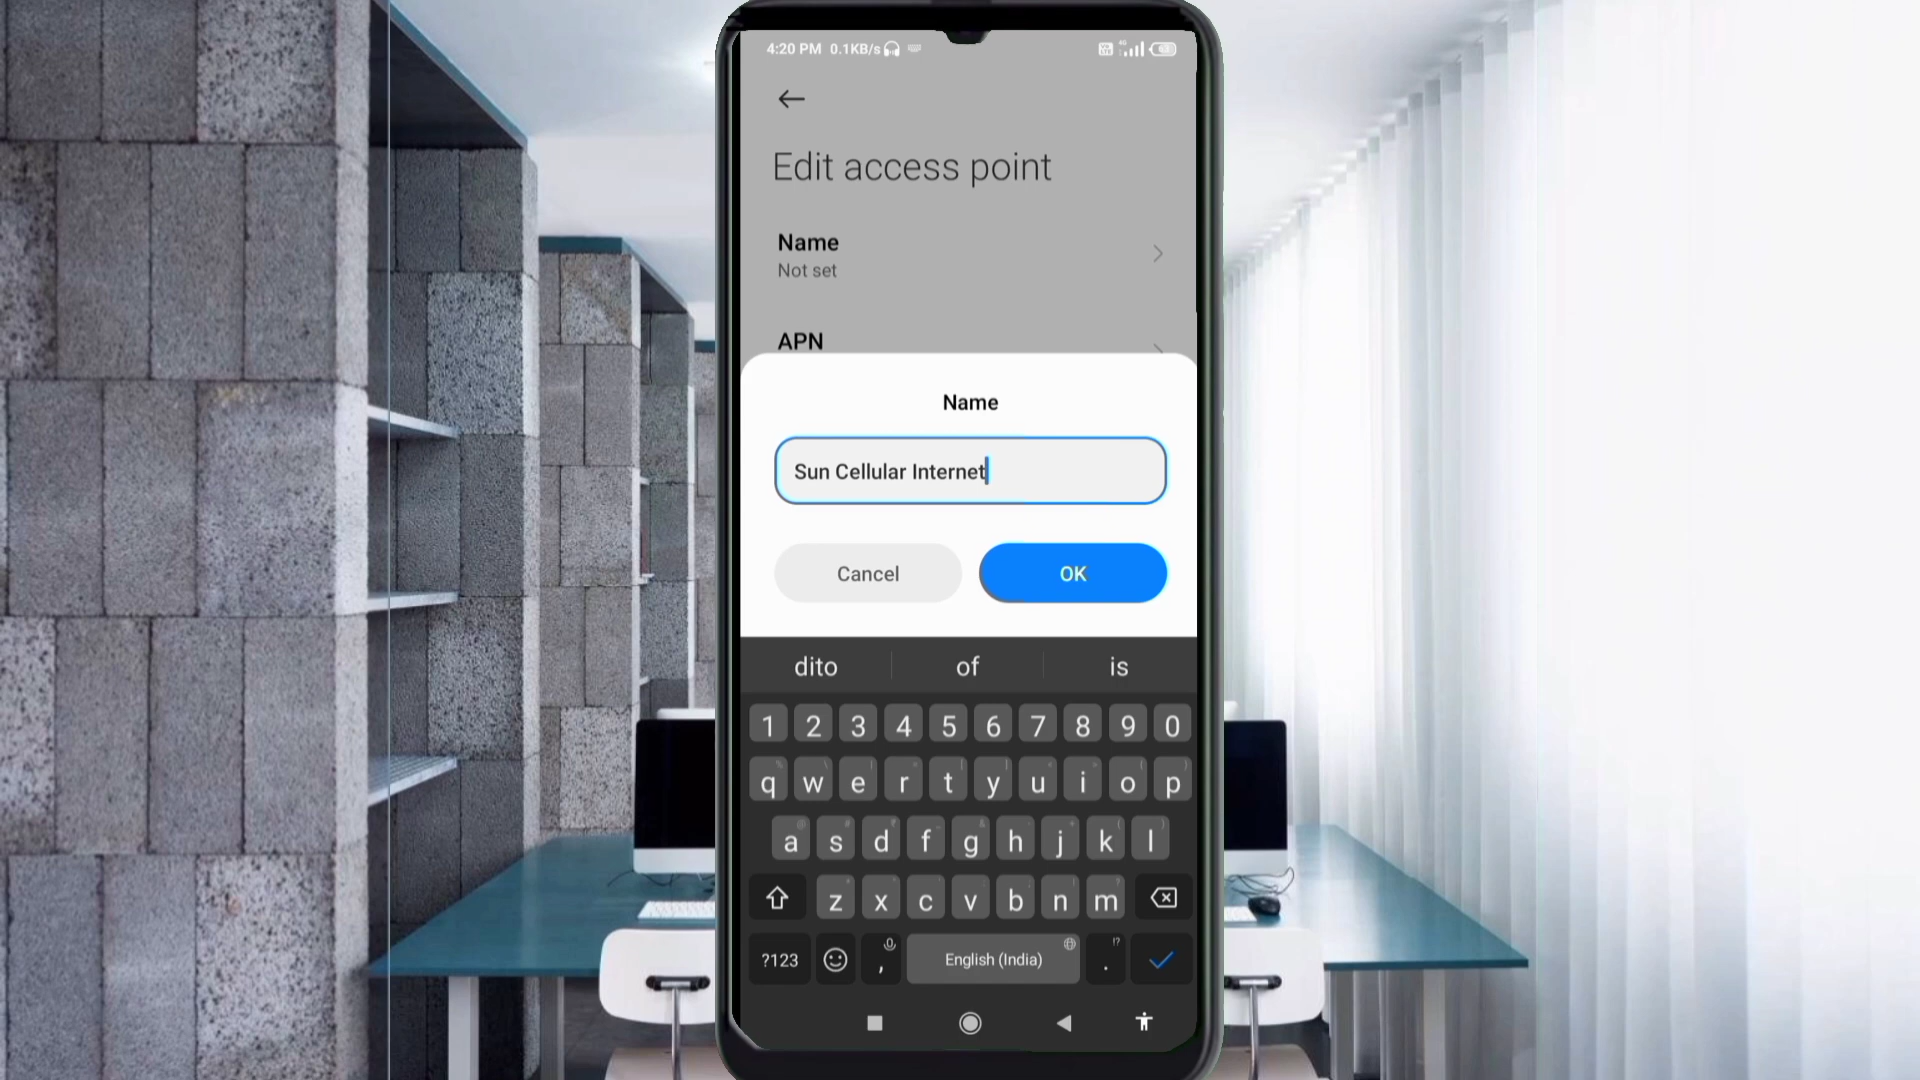 4:20 PM 0.1KB/s
Edit access point
Name
Not set
APN
Name
Sun Cellular Internet
Cancel OK
dito of is
1 2 3 4 5 6 7 8 9 0
q w e r t y u i o p
a s d f g h j k l
z x c v b n m
?123 , English (India) .